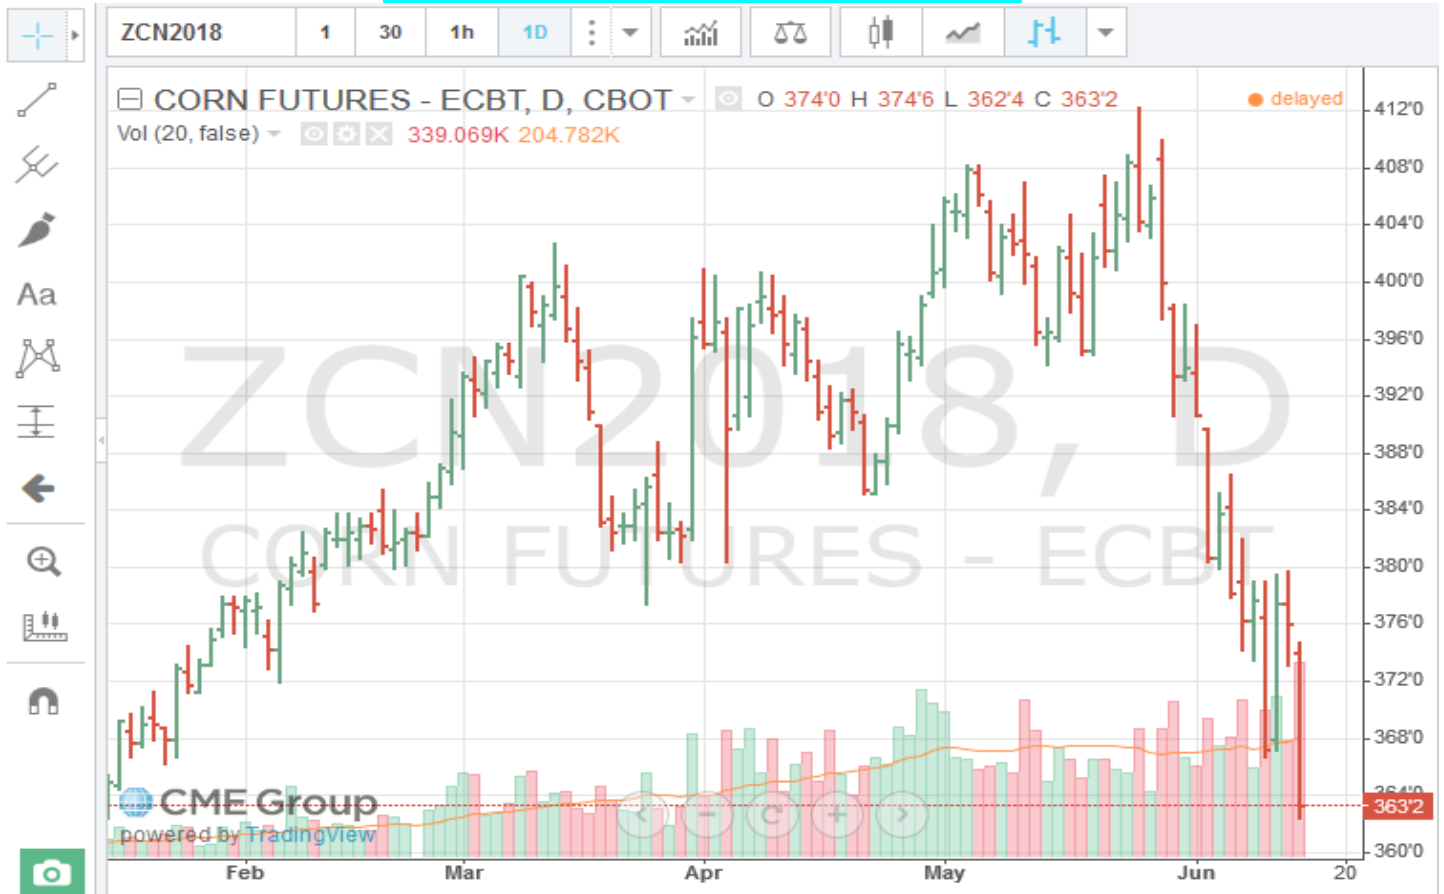 ZCN2018 1 30 1h 1D
CORN FUTURES - ECBT, D, CBOT O 374'0 H 374'6 L 362'4 C 363'2 delayed
Vol (20, false) 339.069K 204.782K
Aa
412'0
408'0
404'0
400'0
396'0
392'0
388'0
384'0
380'0
376'0
372'0
368'0
364'0
363'2
360'0
ZCN2018, D
CORN FUTURES - ECBT
CME Group
powered by TradingView
Feb Mar Apr May Jun 20